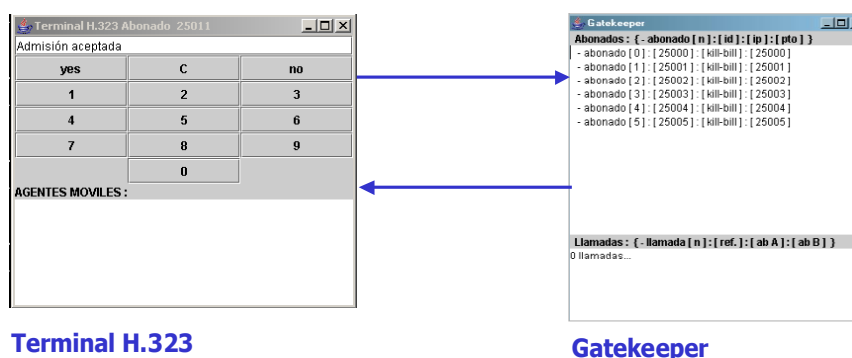 Terminal H.323 Abonado 25011
Admisión aceptada
yes C no
1 2 3
4 5 6
7 8 9
0
AGENTES MOVILES :
Terminal H.323
Gatekeeper
Abonados : { - abonado [ n ] : [ id ] : [ ip ] : [ pto ] }
- abonado [ 0 ] : [ 25000 ] : [ kill-bill ] : [ 25000 ]
- abonado [ 1 ] : [ 25001 ] : [ kill-bill ] : [ 25001 ]
- abonado [ 2 ] : [ 25002 ] : [ kill-bill ] : [ 25002 ]
- abonado [ 3 ] : [ 25003 ] : [ kill-bill ] : [ 25003 ]
- abonado [ 4 ] : [ 25004 ] : [ kill-bill ] : [ 25004 ]
- abonado [ 5 ] : [ 25005 ] : [ kill-bill ] : [ 25005 ]
Llamadas : { - llamada [ n ] : [ ref. ] : [ ab A ] : [ ab B ] }
0 llamadas...
Gatekeeper